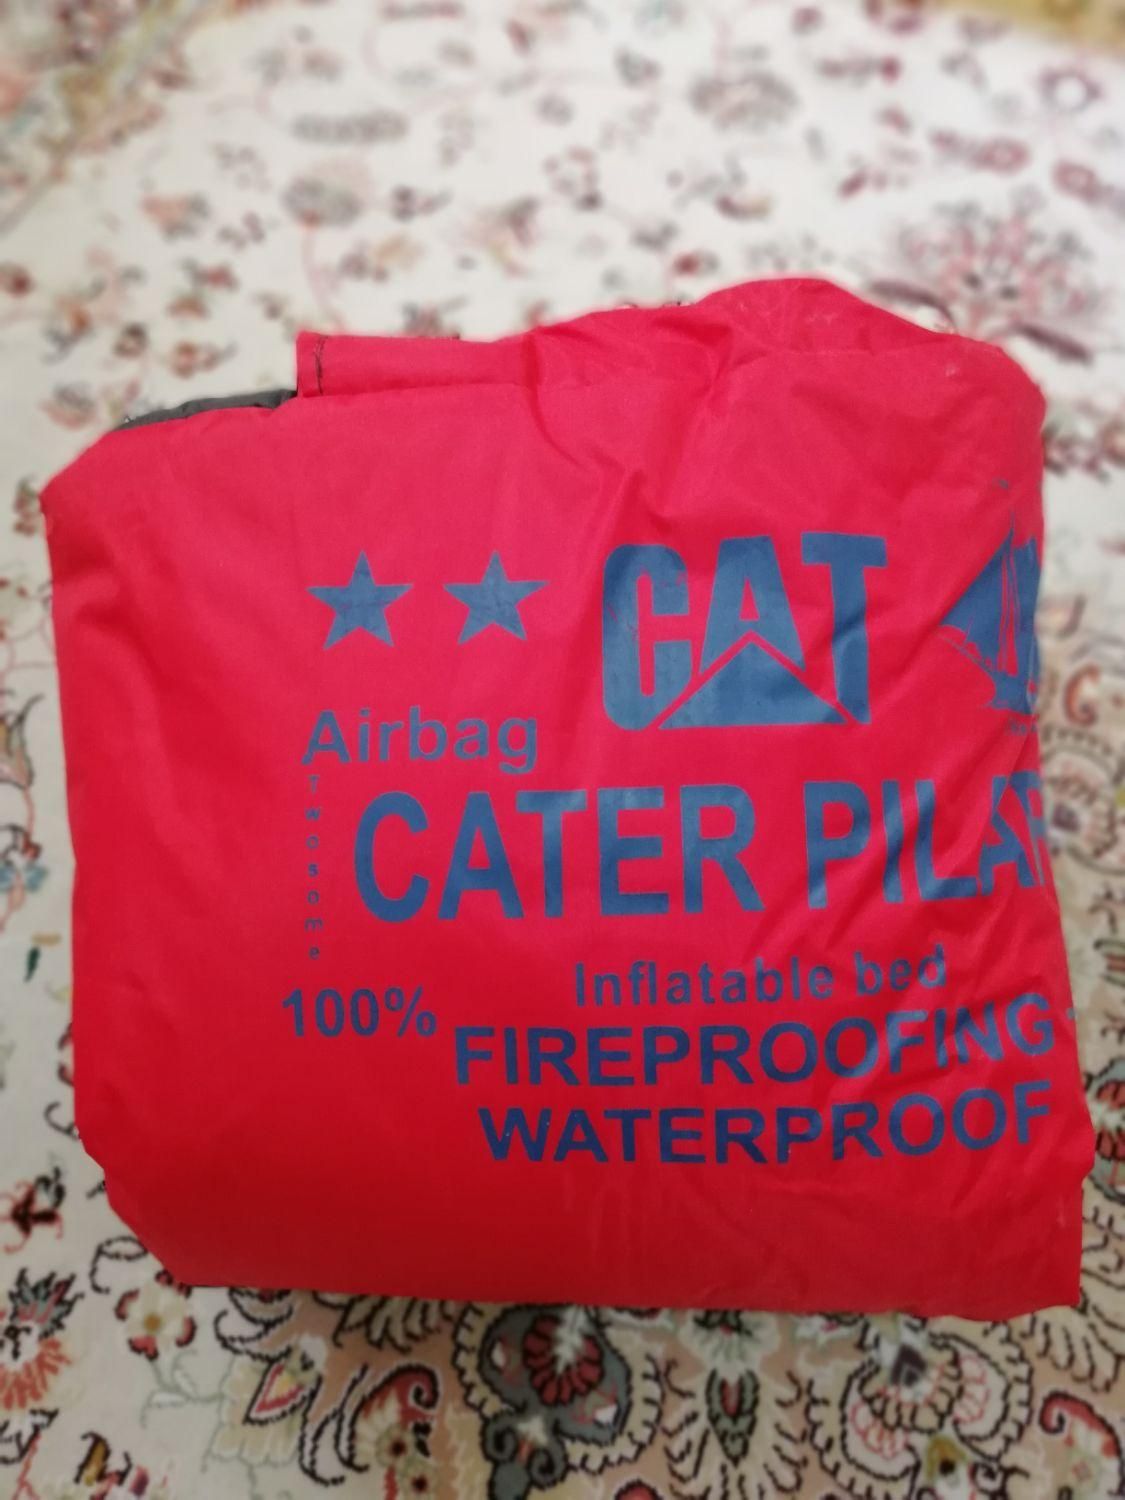 CAT
Airbag
Twosome
CATER PILAR
Inflatable bed
100%
FIREPROOFING
WATERPROOF